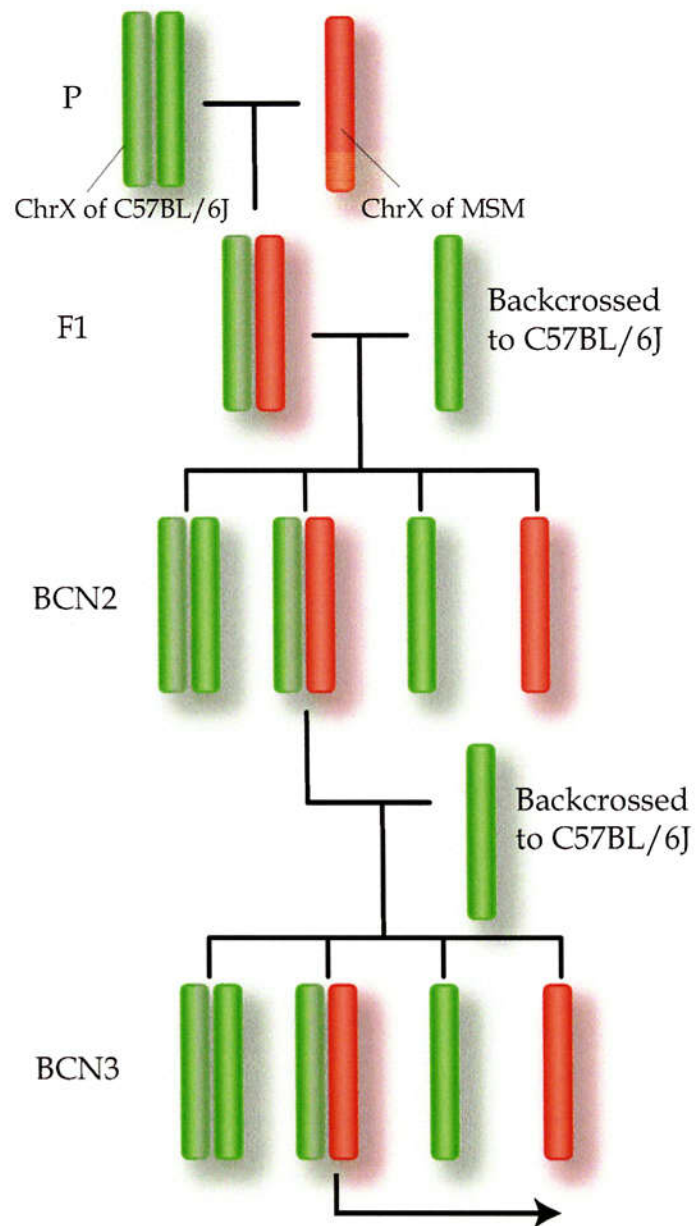 P
ChrX of C57BL/6J
ChrX of MSM
F1
Backcrossed
to C57BL/6J
BCN2
Backcrossed
to C57BL/6J
BCN3